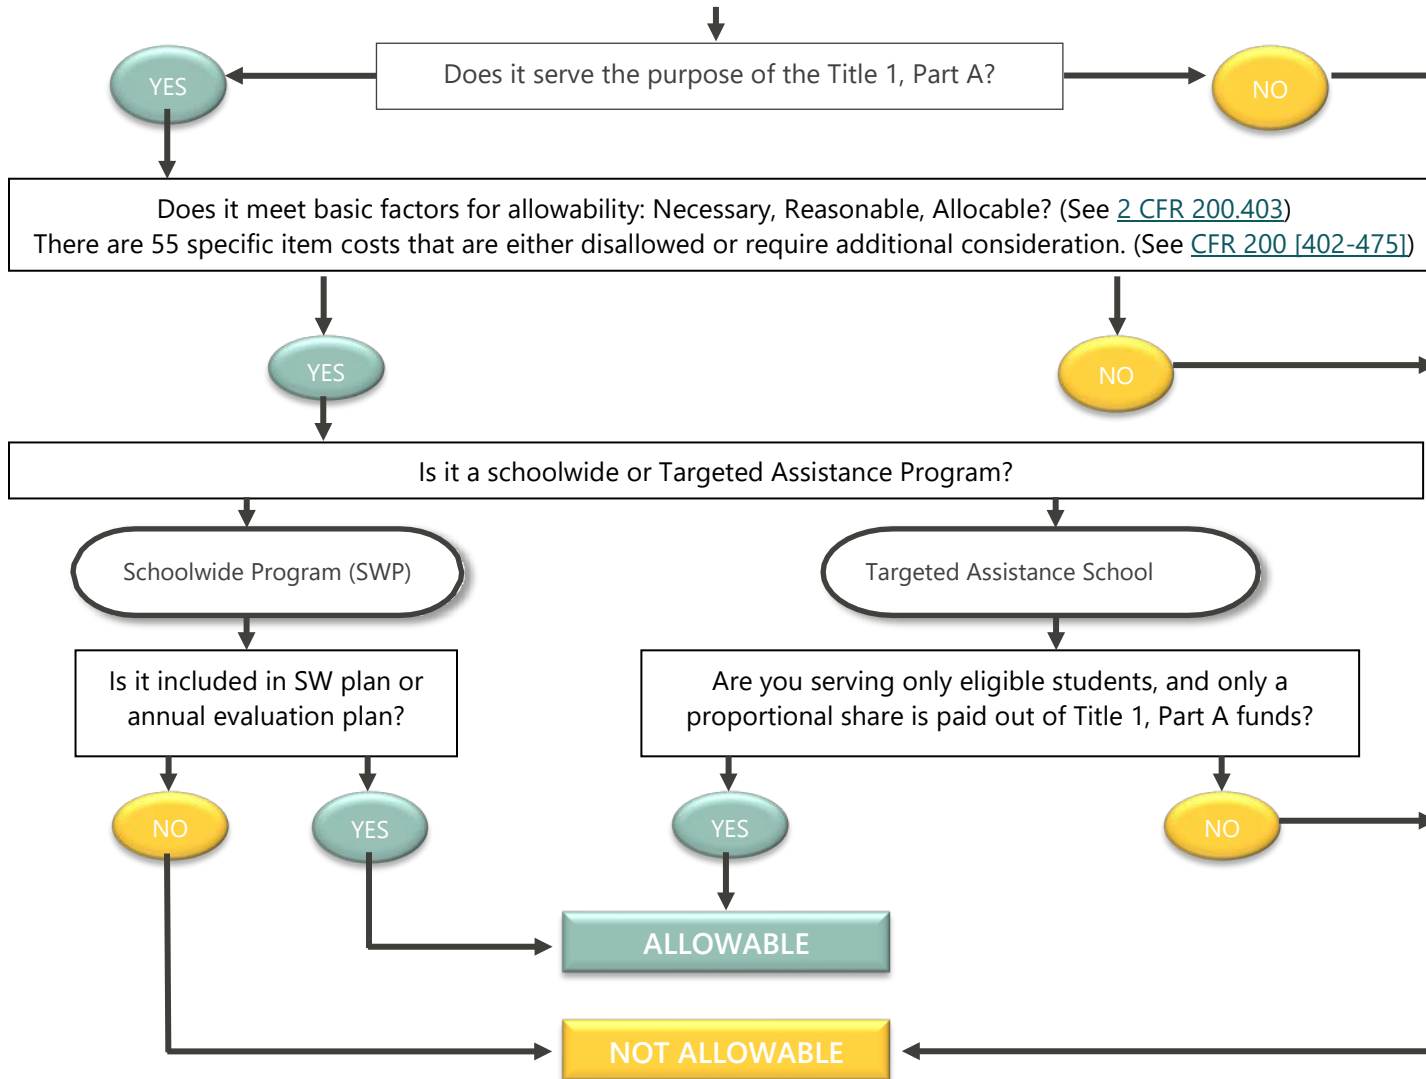 Does it serve the purpose of the Title 1, Part A?
YES
NO
Does it meet basic factors for allowability: Necessary, Reasonable, Allocable? (See 2 CFR 200.403)
There are 55 specific item costs that are either disallowed or require additional consideration. (See CFR 200 [402-475])
YES
NO
Is it a schoolwide or Targeted Assistance Program?
Schoolwide Program (SWP)
Targeted Assistance School
Is it included in SW plan or
annual evaluation plan?
Are you serving only eligible students, and only a
proportional share is paid out of Title 1, Part A funds?
NO
YES
YES
NO
ALLOWABLE
NOT ALLOWABLE